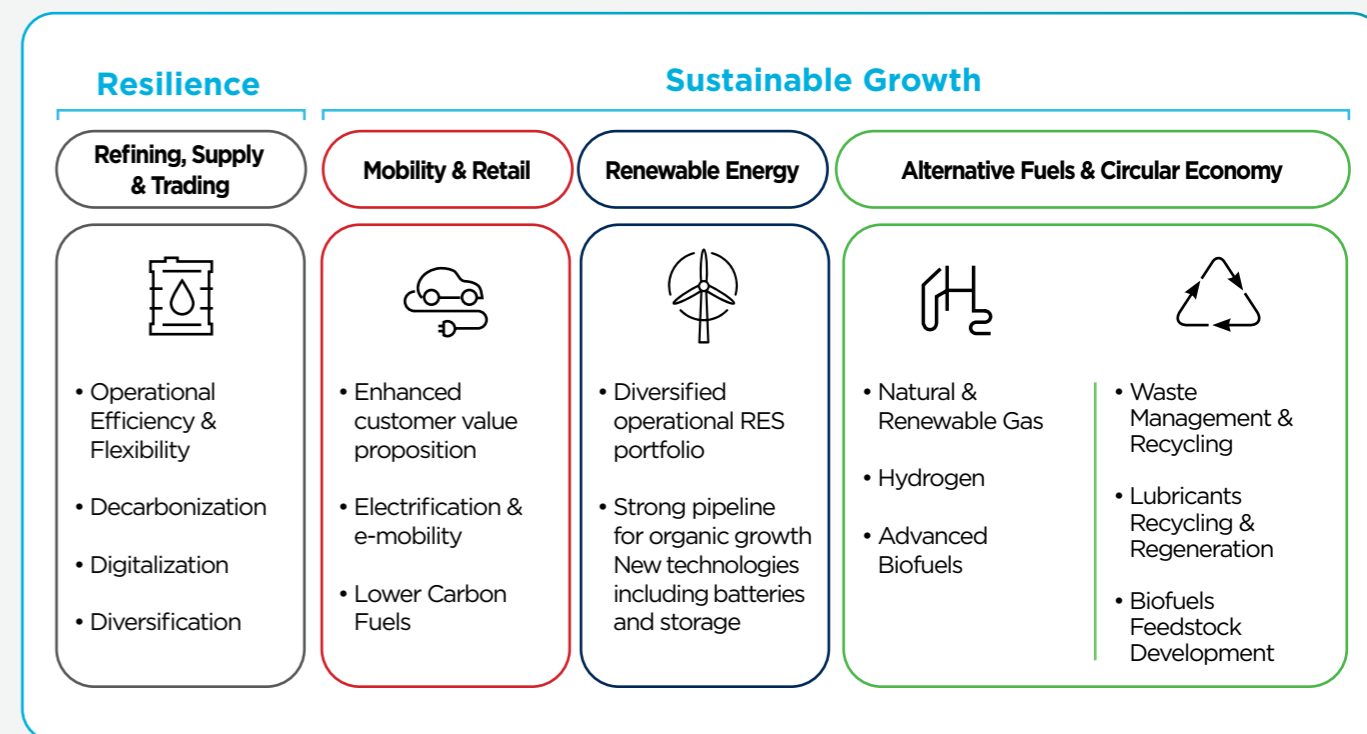 Resilience
Sustainable Growth
Refining, Supply
& Trading
Mobility & Retail
Renewable Energy
Alternative Fuels & Circular Economy
• Operational
Efficiency &
Flexibility
• Decarbonization
• Digitalization
• Diversification
• Enhanced
customer value
proposition
• Electrification &
e-mobility
• Lower Carbon
Fuels
• Diversified
operational RES
portfolio
• Strong pipeline
for organic growth
New technologies
including batteries
and storage
H2
• Natural &
Renewable Gas
• Hydrogen
• Advanced
Biofuels
• Waste
Management &
Recycling
• Lubricants
Recycling &
Regeneration
• Biofuels
Feedstock
Development